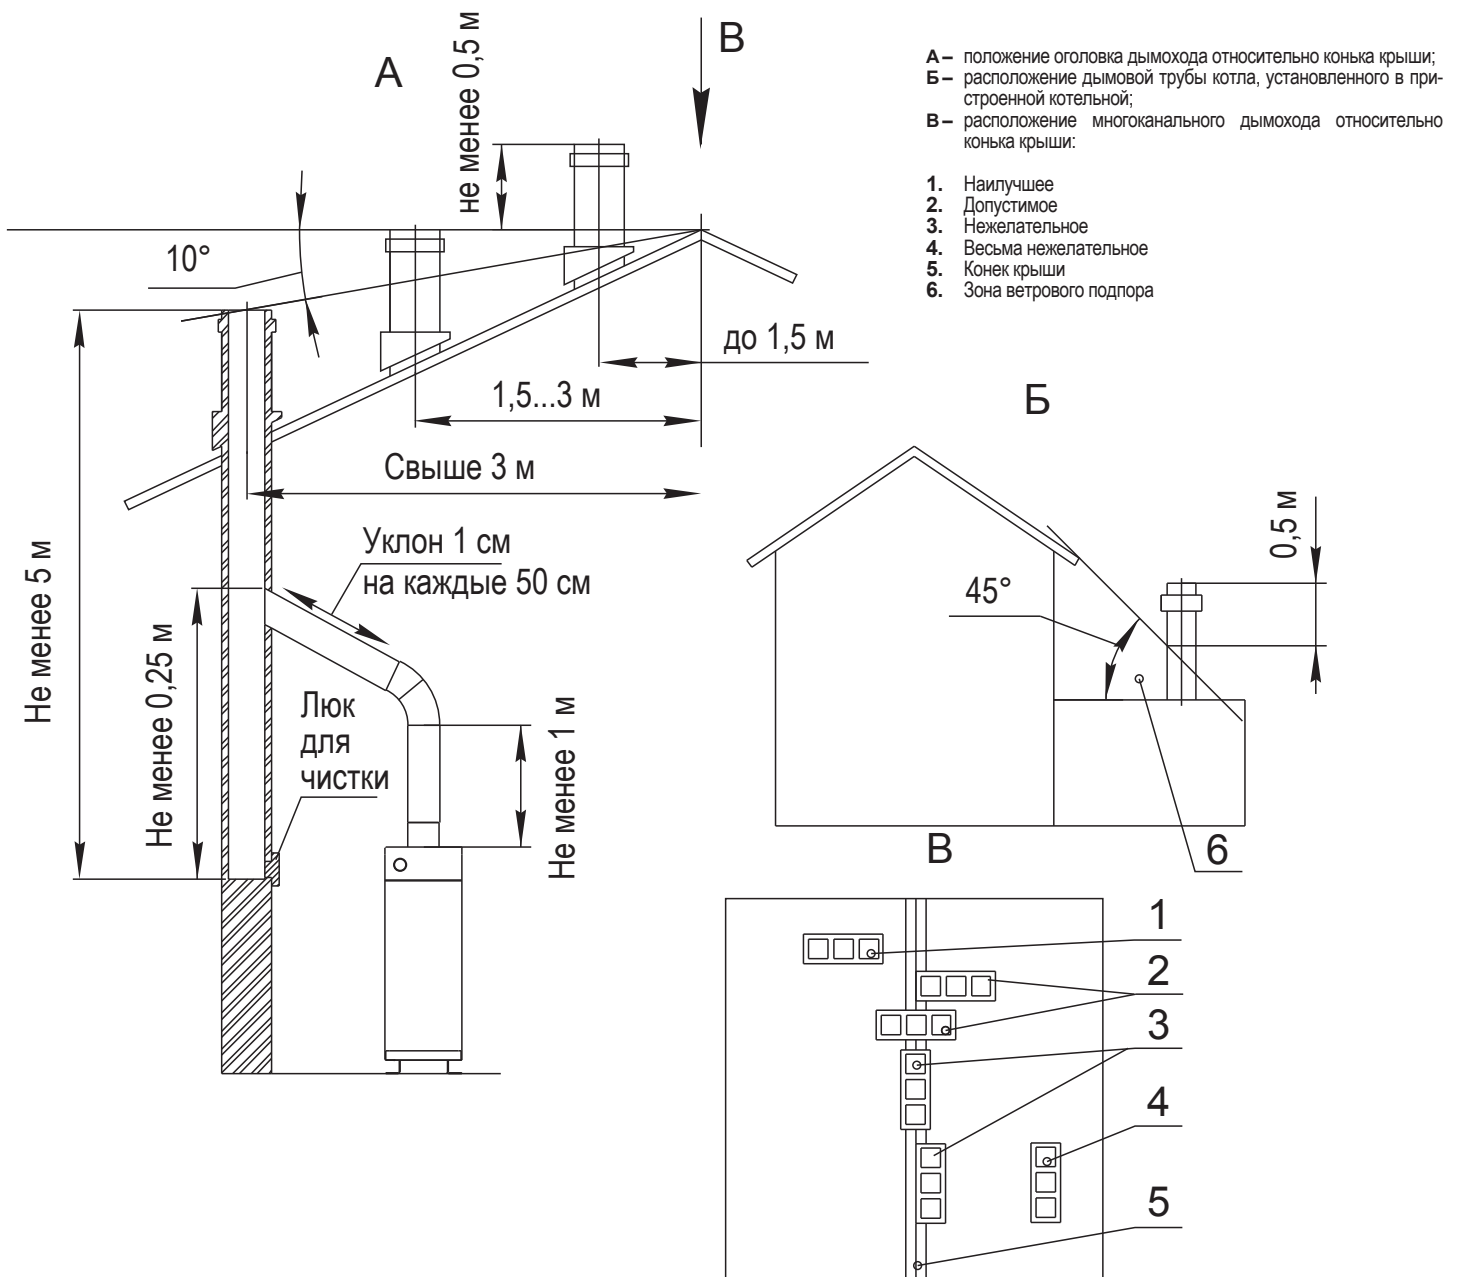 А
не менее 0,5 м
В
10°
до 1,5 м
1,5...3 м
Свыше 3 м
Уклон 1 см
на каждые 50 см
Не менее 5 м
Не менее 0,25 м
Люк
для
чистки
Не менее 1 м
А – положение оголовка дымохода относительно конька крыши;
Б – расположение дымовой трубы котла, установленного в при-
строенной котельной;
В – расположение многоканального дымохода относительно
конька крыши:
1. Наилучшее
2. Допустимое
3. Нежелательное
4. Весьма нежелательное
5. Конек крыши
6. Зона ветрового подпора
Б
0,5 м
45°
6
В
1
2
3
4
5